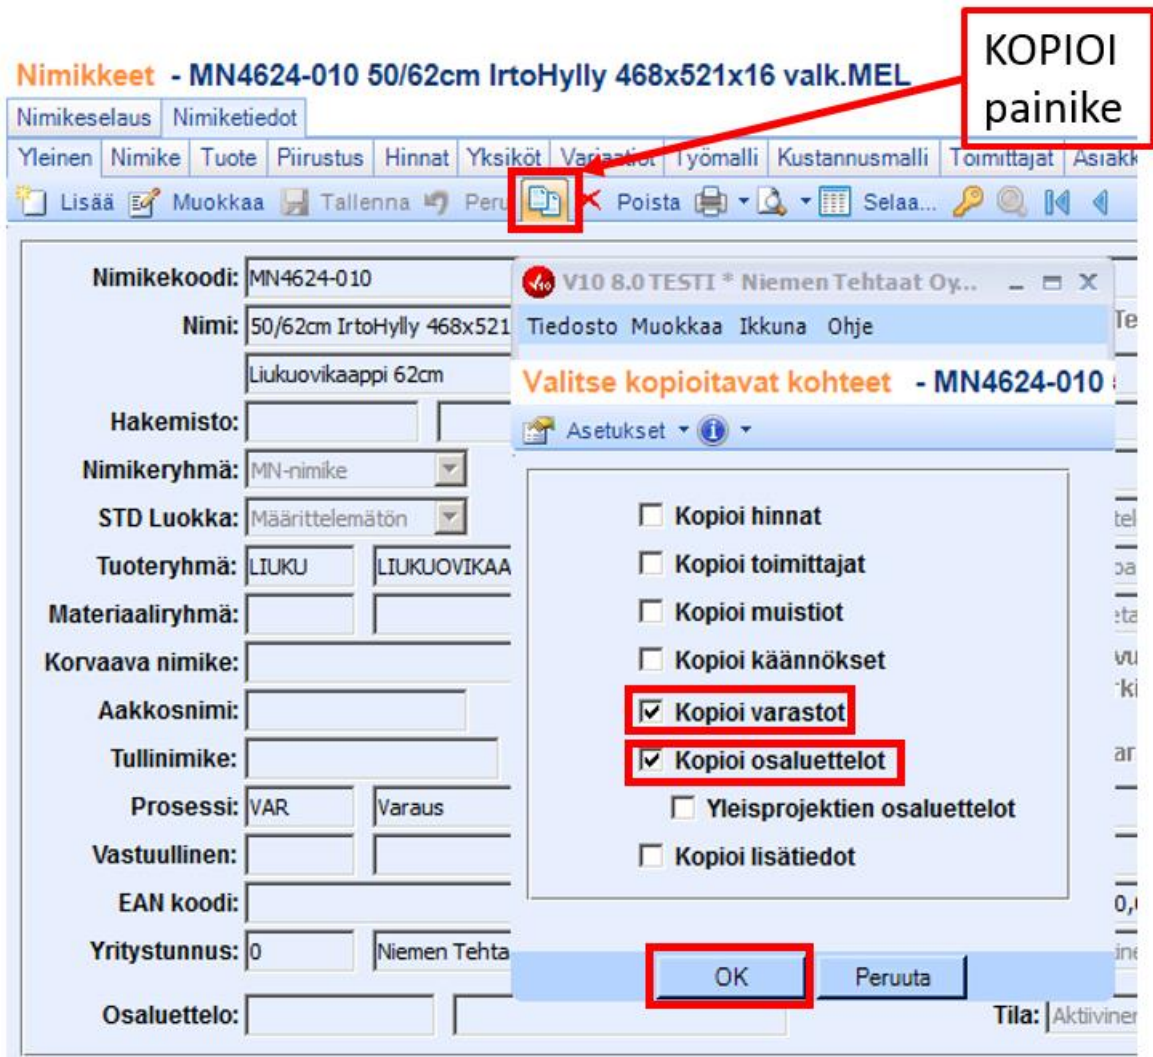 KOPIOI
painike
Nimikkeet - MN4624-010 50/62cm IrtoHylly 468x521x16 valk.MEL
Nimikeselaus Nimiketiedot
Yleinen Nimike Tuote Piirustus Hinnat Yksiköt Variaatiot Työmalli Kustannusmalli Toimittajat Asiakk
Lisää Muokkaa Tallenna Peru Poista Selaa...
Nimikekoodi: MN4624-010
Nimi: 50/62cm IrtoHylly 468x521
Liukuovikaappi 62cm
Hakemisto:
Nimikeryhmä: MN-nimike
STD Luokka: Määrittelemätön
Tuoteryhmä: LIUKU LIUKUOVIKAA
Materiaaliryhmä:
Korvaava nimike:
Aakkosnimi:
Tullinimike:
Prosessi: VAR Varaus
Vastuullinen:
EAN koodi:
Yritystunnus: 0 Niemen Tehta
Osaluettelo:
Tila: Aktiivinen
V10 8.0 TESTI * Niemen Tehtaat Oy...
Tiedosto Muokkaa Ikkuna Ohje
Valitse kopioitavat kohteet - MN4624-010
Asetukset
Kopioi hinnat
Kopioi toimittajat
Kopioi muistiot
Kopioi käännökset
Kopioi varastot
Kopioi osaluettelot
Yleisprojektien osaluettelot
Kopioi lisätiedot
OK Peruuta